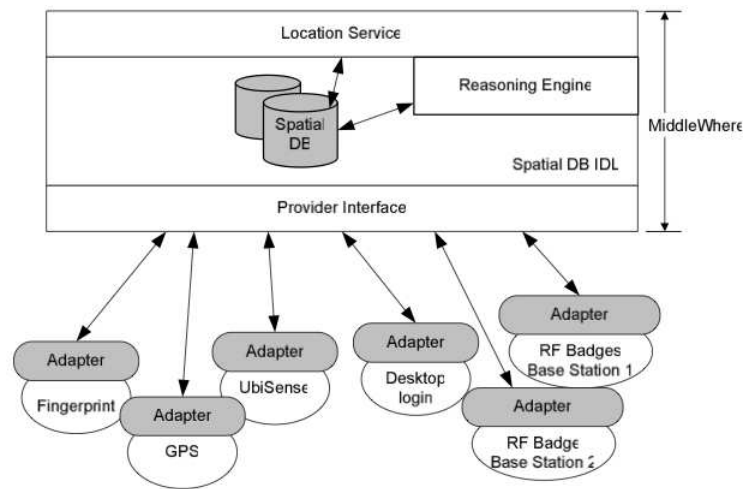 Location Service
Reasoning Engine
Spatial
DB
MiddleWhere
Spatial DB IDL
Provider Interface
Adapter
Fingerprint
Adapter
GPS
Adapter
UbiSense
Adapter
Desktop
login
Adapter
RF Badges
Base Station 1
Adapter
RF Badge
Base Station 2